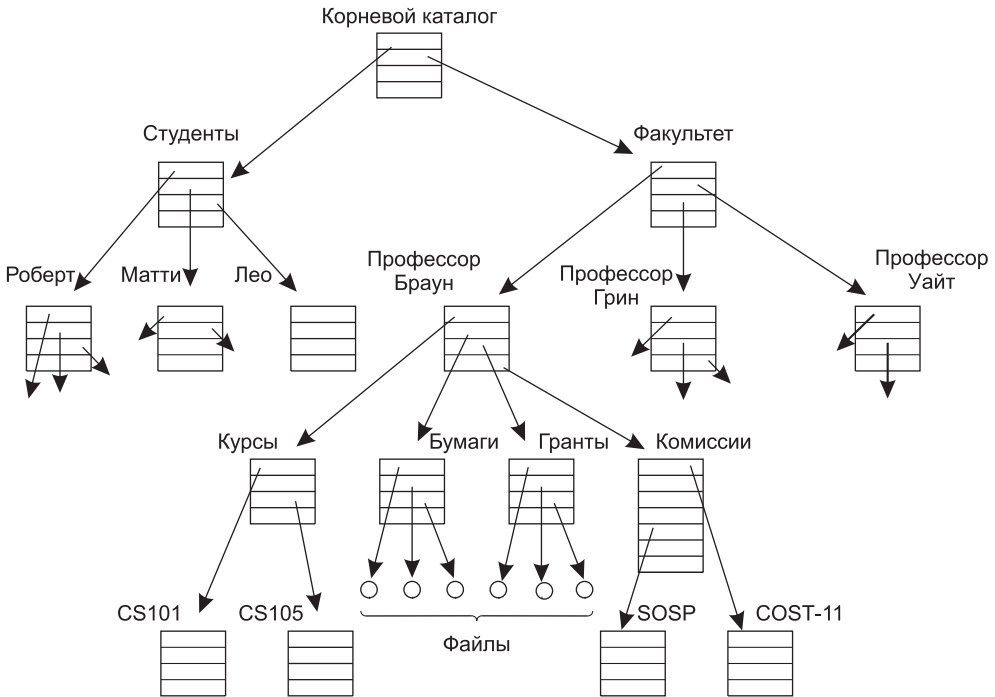 Корневой каталог
Студенты
Факультет
Роберт
Матти
Лео
Профессор
Браун
Профессор
Грин
Профессор
Уайт
Курсы
Бумаги
Гранты
Комиссии
CS101
CS105
Файлы
SOSP
COST-11